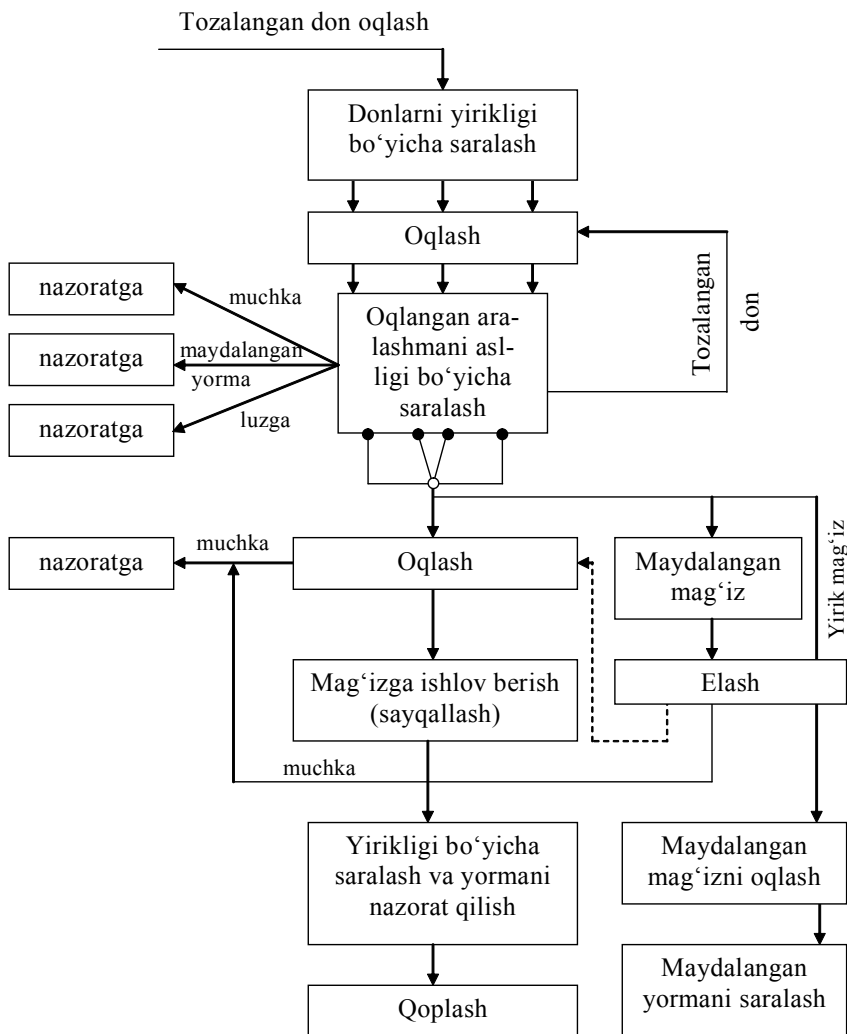 Tozalangan don oqlash
Donlarni yirikligi
bo‘yicha saralash
Oqlash
nazoratga
muchka
Oqlangan ara-
lashmani asl-
ligi bo‘yicha
saralash
Tozalangan
don
nazoratga
maydalangan
yorma
nazoratga
luzga
nazoratga
muchka
Oqlash
Maydalangan
mag‘iz
Yirik mag‘iz
Mag‘izga ishlov berish
(sayqallash)
Elash
muchka
Yirikligi bo‘yicha
saralash va yormani
nazorat qilish
Maydalangan
mag‘izni oqlash
Qoplash
Maydalangan
yormani saralash